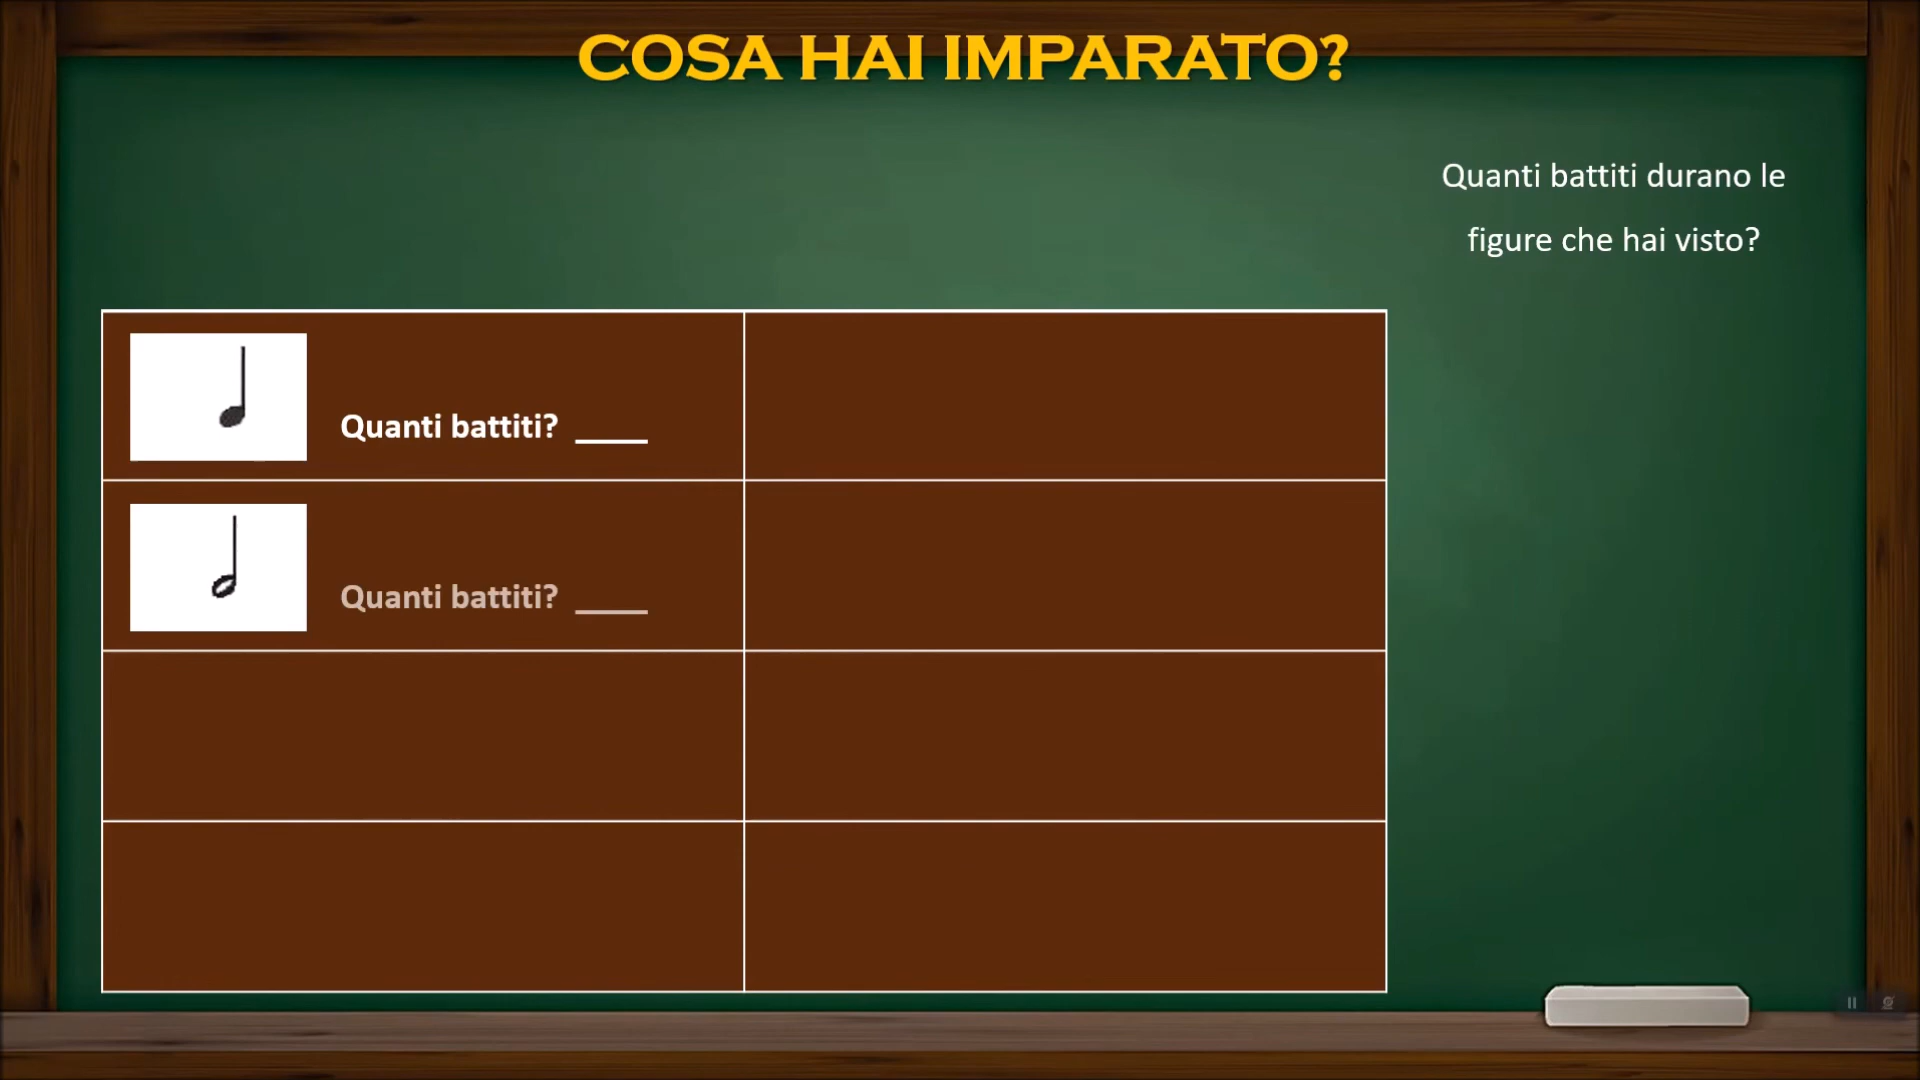 COSA HAI IMPARATO?
Quanti battiti durano le
figure che hai visto?
Quanti battiti? ____
Quanti battiti? ____